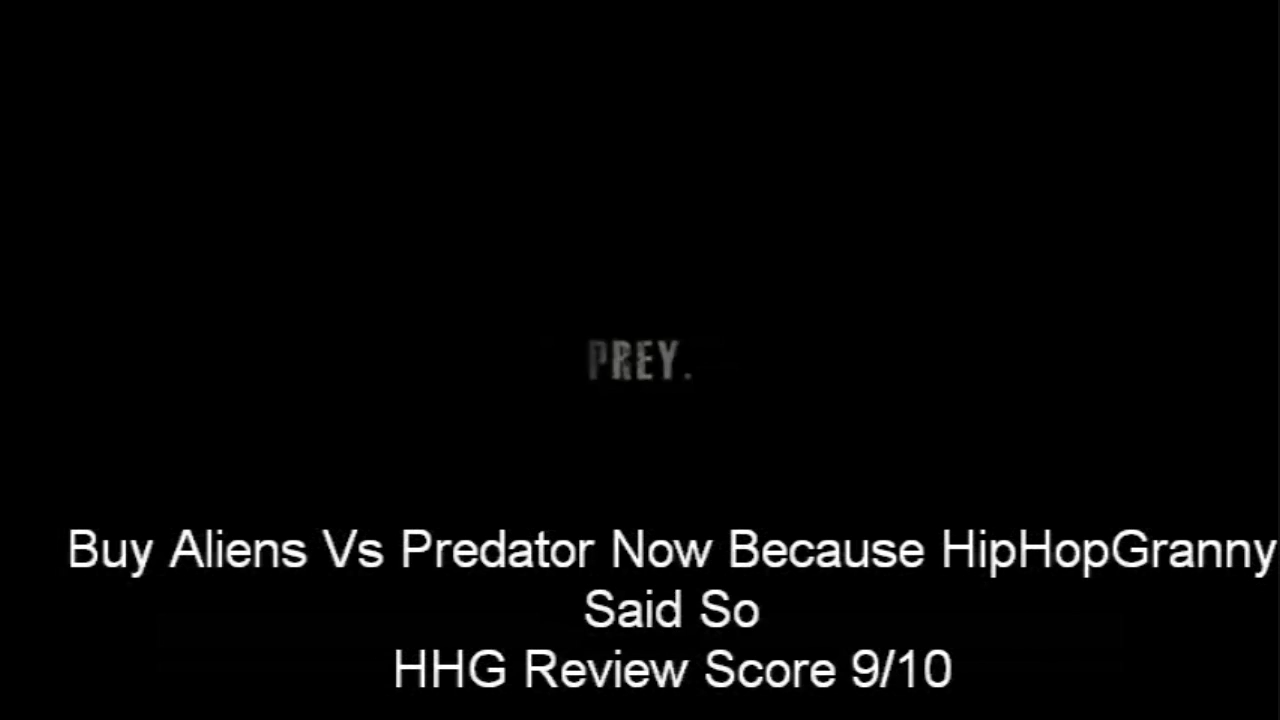 PREY.
Buy Aliens Vs Predator Now Because HipHopGranny
Said So
HHG Review Score 9/10